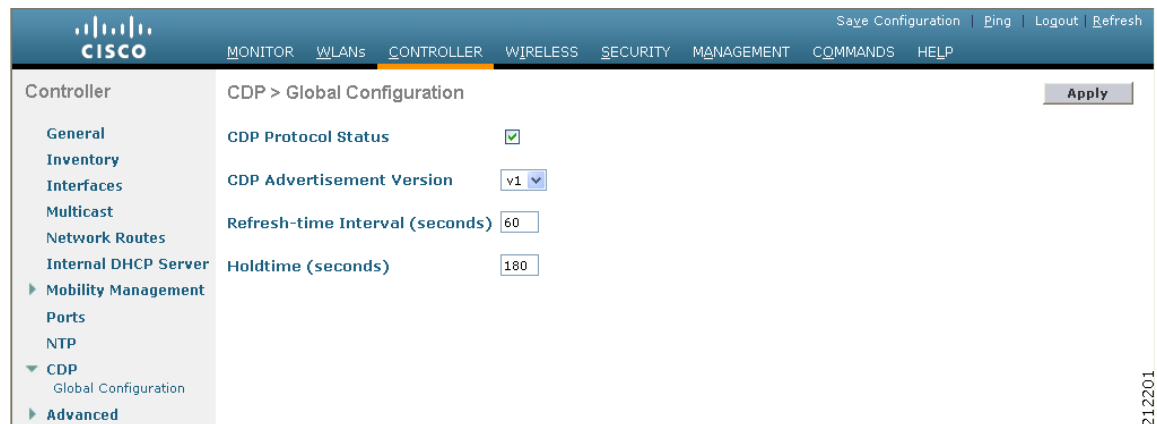 Save Configuration | Ping | Logout | Refresh
CISCO
MONITOR WLANs CONTROLLER WIRELESS SECURITY MANAGEMENT COMMANDS HELP
Controller
General
Inventory
Interfaces
Multicast
Network Routes
Internal DHCP Server
Mobility Management
Ports
NTP
CDP
Global Configuration
Advanced
CDP > Global Configuration
Apply
CDP Protocol Status
CDP Advertisement Version v1
Refresh-time Interval (seconds) 60
Holdtime (seconds) 180
212201